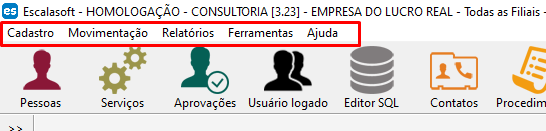 es Escalasoft - HOMOLOGAÇÃO - CONSULTORIA [3.23] - EMPRESA DO LUCRO REAL - Todas as Filiais -
Cadastro Movimentação Relatórios Ferramentas Ajuda
Pessoas Serviços Aprovações Usuário logado Editor SQL Contatos Procedim
>>